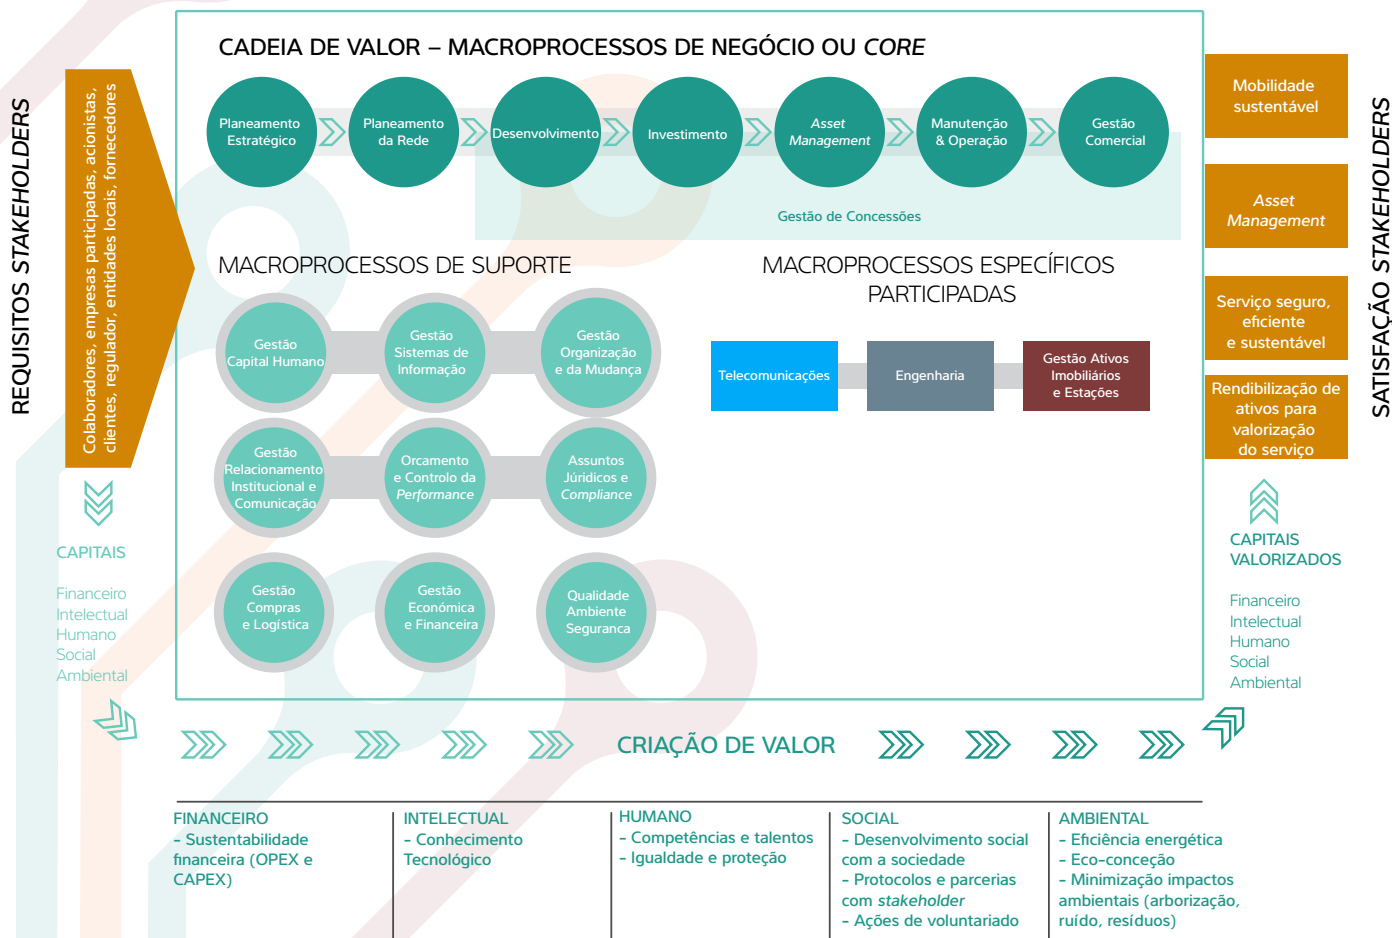 REQUISITOS STAKEHOLDERS
Colaboradores, empresas participadas, acionistas,
clientes, regulador, entidades locais, fornecedores
CAPITAIS
Financeiro
Intelectual
Humano
Social
Ambiental
CADEIA DE VALOR – MACROPROCESSOS DE NEGÓCIO OU CORE
Planeamento
Estratégico
Planeamento
da Rede
Desenvolvimento
Investimento
Asset
Management
Manutenção
& Operação
Gestão
Comercial
Gestão de Concessões
MACROPROCESSOS DE SUPORTE
Gestão
Capital Humano
Gestão
Sistemas de
Informação
Gestão
Organização
e da Mudança
Gestão
Relacionamento
Institucional e
Comunicação
Orcamento
e Controlo da
Performance
Assuntos
Júridicos e
Compliance
Gestão
Compras
e Logística
Gestão
Económica
e Financeira
Qualidade
Ambiente
Seguranca
MACROPROCESSOS ESPECÍFICOS
PARTICIPADAS
Telecomunicações
Engenharia
Gestão Ativos
Imobiliários
e Estações
Mobilidade
sustentável
Asset
Management
Serviço seguro,
eficiente
e sustentável
Rendibilização de
ativos para
valorização
do serviço
SATISFAÇÃO STAKEHOLDERS
CAPITAIS
VALORIZADOS
Financeiro
Intelectual
Humano
Social
Ambiental
CRIAÇÃO DE VALOR
FINANCEIRO
- Sustentabilidade
financeira (OPEX e
CAPEX)
INTELECTUAL
- Conhecimento
Tecnológico
HUMANO
- Competências e talentos
- Igualdade e proteção
SOCIAL
- Desenvolvimento social
com a sociedade
- Protocolos e parcerias
com stakeholder
- Ações de voluntariado
AMBIENTAL
- Eficiência energética
- Eco-conceção
- Minimização impactos
ambientais (arborização,
ruído, resíduos)